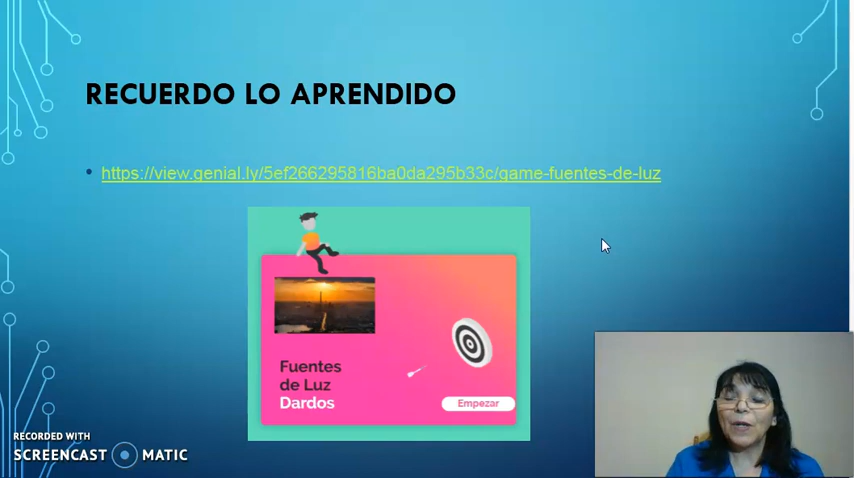 RECUERDO LO APRENDIDO
• https://view.genial.ly/5ef266295816ba0da295b33c/game-fuentes-de-luz
Fuentes
de Luz
Dardos
Empezar
RECORDED WITH
SCREENCAST MATIC